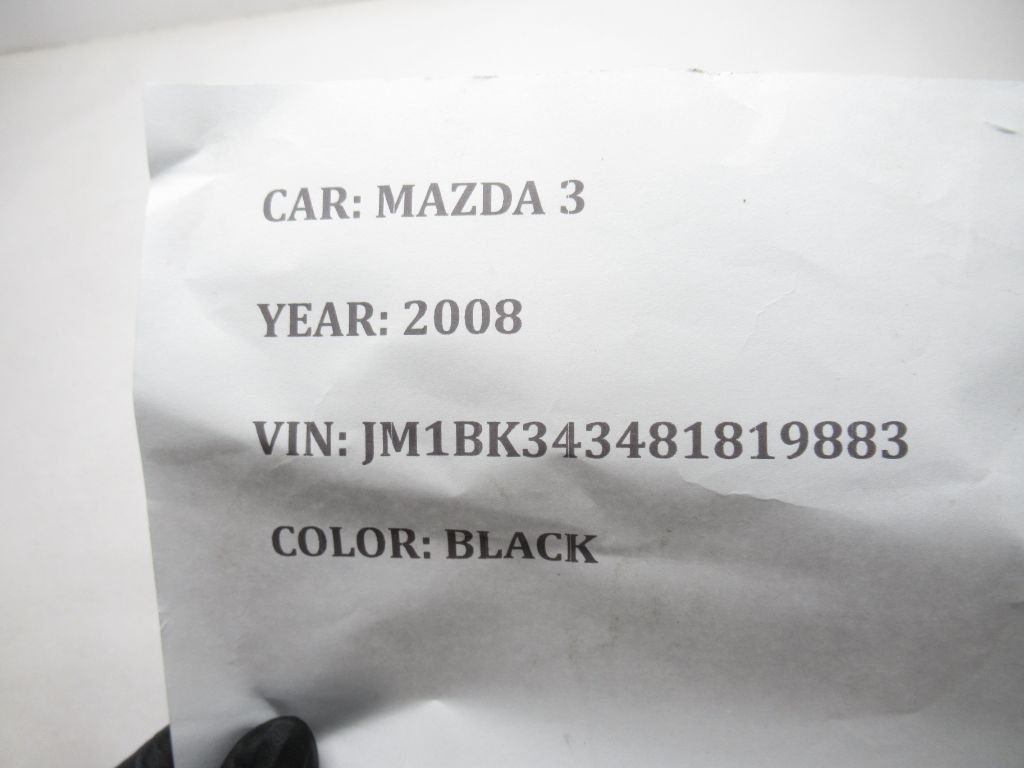 CAR: MAZDA 3
YEAR: 2008
VIN: JM1BK343481819883
COLOR: BLACK